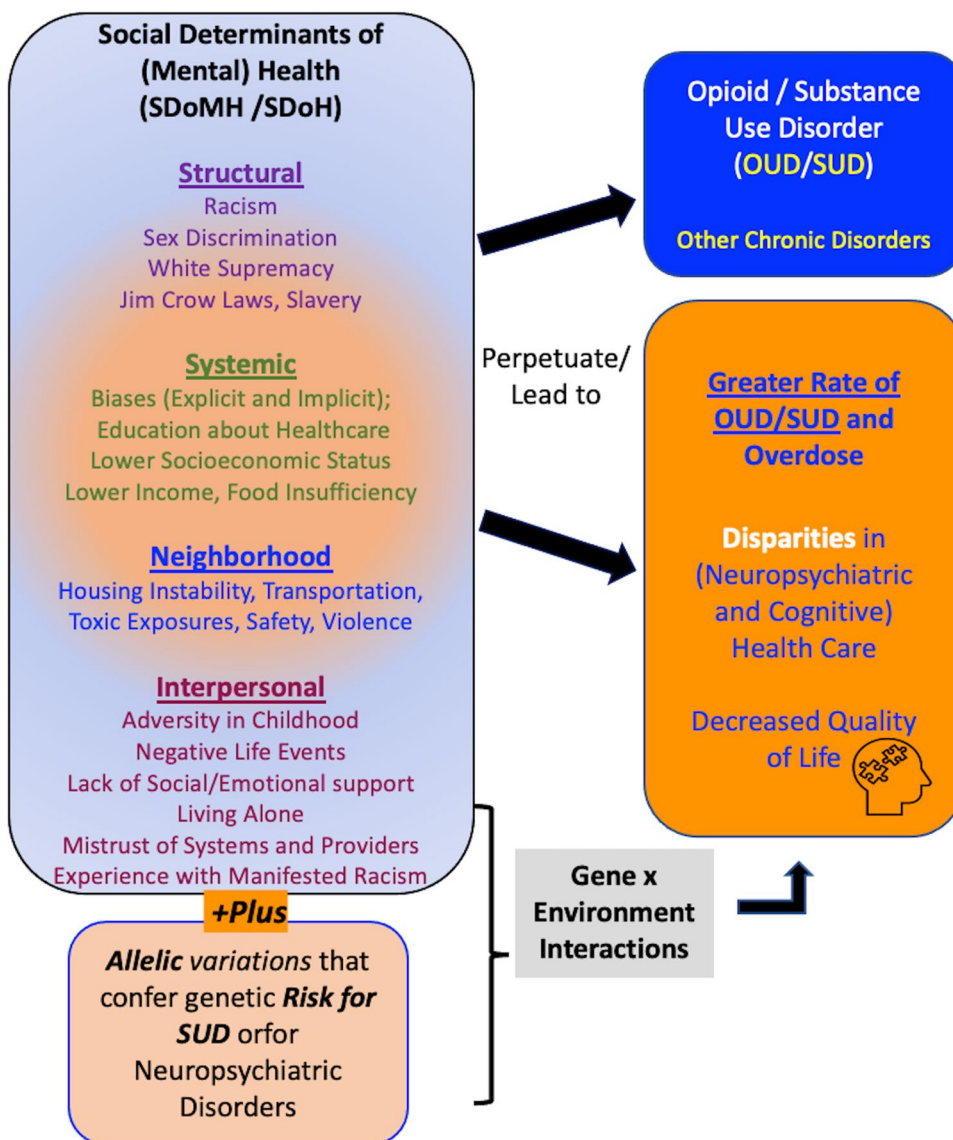 Social Determinants of
(Mental) Health
(SDoMH /SDoH)
Structural
Racism
Sex Discrimination
White Supremacy
Jim Crow Laws, Slavery
Systemic
Biases (Explicit and Implicit);
Education about Healthcare
Lower Socioeconomic Status
Lower Income, Food Insufficiency
Neighborhood
Housing Instability, Transportation,
Toxic Exposures, Safety, Violence
Interpersonal
Adversity in Childhood
Negative Life Events
Lack of Social/Emotional support
Living Alone
Mistrust of Systems and Providers
Experience with Manifested Racism
+Plus
Allelic variations that
confer genetic Risk for
SUD orfor
Neuropsychiatric
Disorders
Perpetuate/
Lead to
Gene x
Environment
Interactions
Opioid / Substance
Use Disorder
(OUD/SUD)
Other Chronic Disorders
Greater Rate of
OUD/SUD and
Overdose
Disparities in
(Neuropsychiatric
and Cognitive)
Health Care
Decreased Quality
of Life